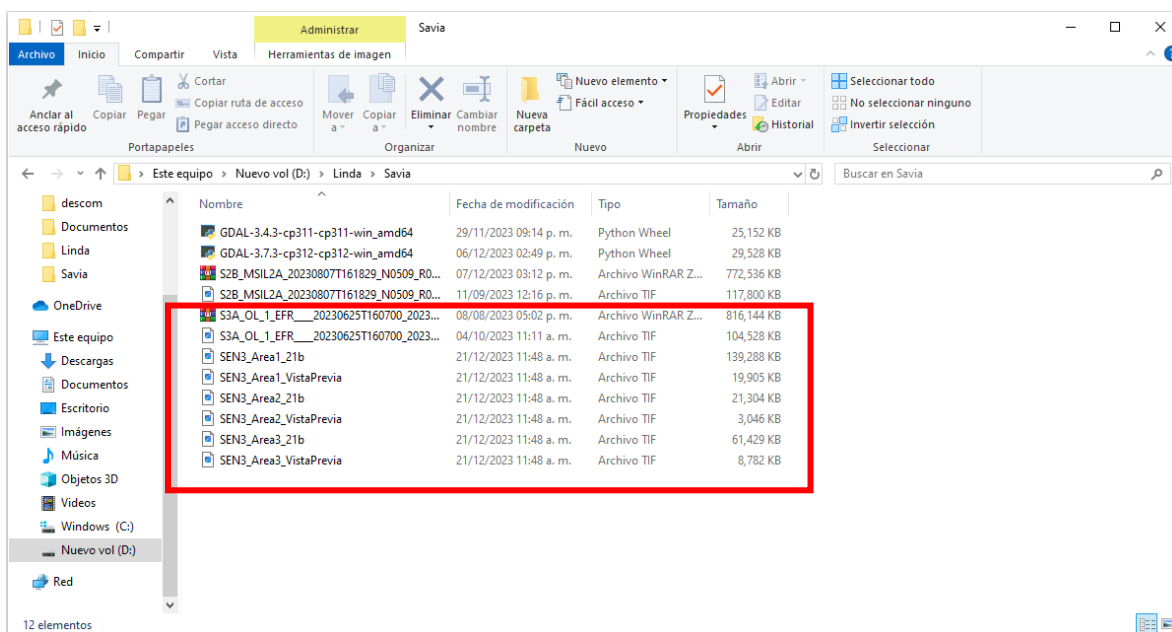 Administrar Savia
Archivo Inicio Compartir Vista Herramientas de imagen
Anclar al acceso rápido
Copiar
Pegar
Cortar
Copiar ruta de acceso
Pegar acceso directo
Portapapeles
Mover a
Copiar a
Eliminar
Cambiar nombre
Organizar
Nueva carpeta
Nuevo elemento
Fácil acceso
Nuevo
Propiedades
Abrir
Editar
Historial
Abrir
Seleccionar todo
No seleccionar ninguno
Invertir selección
Seleccionar
Este equipo › Nuevo vol (D:) › Linda › Savia
Buscar en Savia
descom
Documentos
Linda
Savia
OneDrive
Este equipo
Descargas
Documentos
Escritorio
Imágenes
Música
Objetos 3D
Videos
Windows (C:)
Nuevo vol (D:)
Red
Nombre Fecha de modificación Tipo Tamaño
GDAL-3.4.3-cp311-cp311-win_amd64 29/11/2023 09:14 p. m. Python Wheel 25,152 KB
GDAL-3.7.3-cp312-cp312-win_amd64 06/12/2023 02:49 p. m. Python Wheel 29,528 KB
S2B_MSIL2A_20230807T161829_N0509_R0... 07/12/2023 03:12 p. m. Archivo WinRAR Z... 772,536 KB
S2B_MSIL2A_20230807T161829_N0509_R0... 11/09/2023 12:16 p. m. Archivo TIF 117,800 KB
S3A_OL_1_EFR____20230625T160700_2023... 08/08/2023 05:02 p. m. Archivo WinRAR Z... 816,144 KB
S3A_OL_1_EFR____20230625T160700_2023... 04/10/2023 11:11 a. m. Archivo TIF 104,528 KB
SEN3_Area1_21b 21/12/2023 11:48 a. m. Archivo TIF 139,288 KB
SEN3_Area1_VistaPrevia 21/12/2023 11:48 a. m. Archivo TIF 19,905 KB
SEN3_Area2_21b 21/12/2023 11:48 a. m. Archivo TIF 21,304 KB
SEN3_Area2_VistaPrevia 21/12/2023 11:48 a. m. Archivo TIF 3,046 KB
SEN3_Area3_21b 21/12/2023 11:48 a. m. Archivo TIF 61,429 KB
SEN3_Area3_VistaPrevia 21/12/2023 11:48 a. m. Archivo TIF 8,782 KB
12 elementos